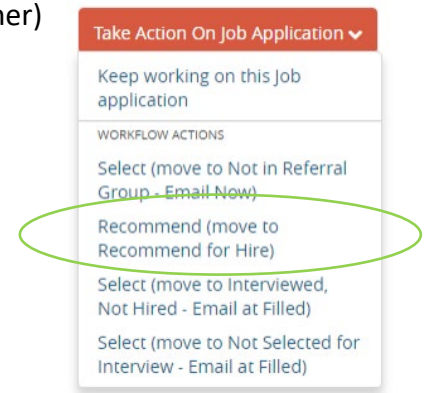 ner)
Take Action On Job Application
Keep working on this Job
application
WORKFLOW ACTIONS
Select (move to Not in Referral
Group - Email Now)
Recommend (move to
Recommend for Hire)
Select (move to Interviewed,
Not Hired - Email at Filled)
Select (move to Not Selected for
Interview - Email at Filled)